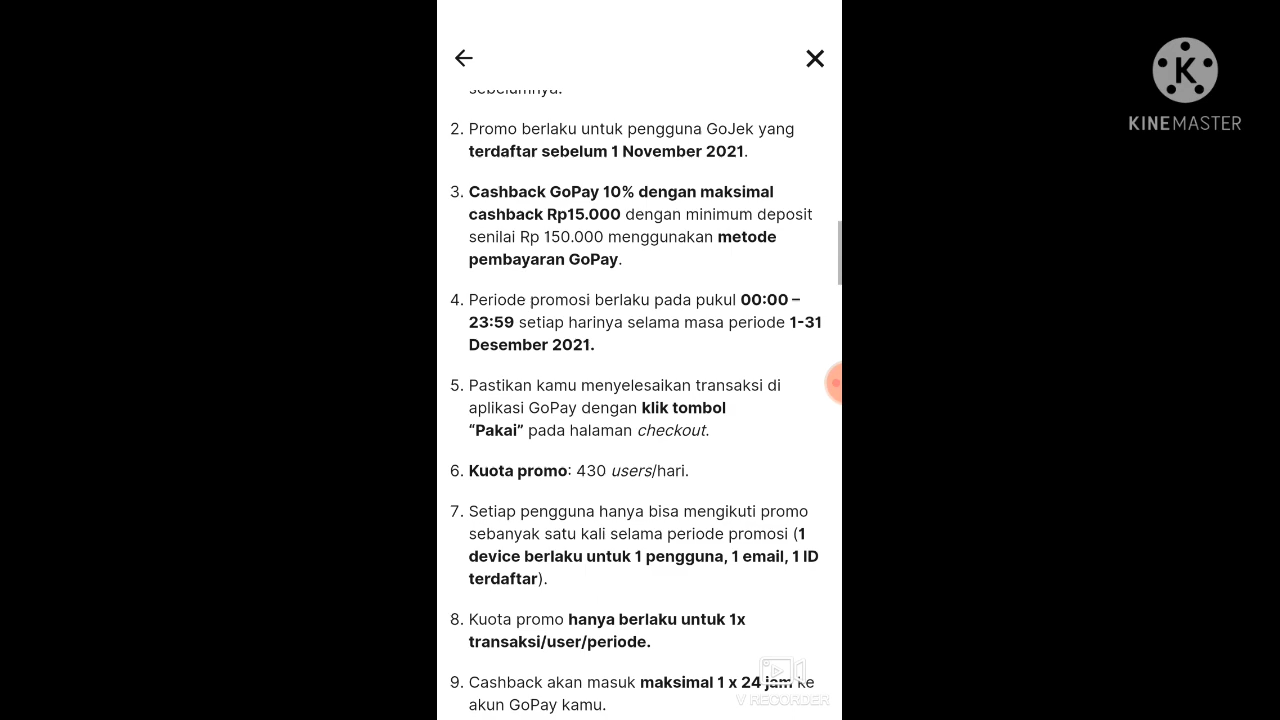 sebelumnya.
2. Promo berlaku untuk pengguna GoJek yang
terdaftar sebelum 1 November 2021.
3. Cashback GoPay 10% dengan maksimal
cashback Rp15.000 dengan minimum deposit
senilai Rp 150.000 menggunakan metode
pembayaran GoPay.
4. Periode promosi berlaku pada pukul 00:00 –
23:59 setiap harinya selama masa periode 1-31
Desember 2021.
5. Pastikan kamu menyelesaikan transaksi di
aplikasi GoPay dengan klik tombol
“Pakai” pada halaman checkout.
6. Kuota promo: 430 users/hari.
7. Setiap pengguna hanya bisa mengikuti promo
sebanyak satu kali selama periode promosi (1
device berlaku untuk 1 pengguna, 1 email, 1 ID
terdaftar).
8. Kuota promo hanya berlaku untuk 1x
transaksi/user/periode.
9. Cashback akan masuk maksimal 1 x 24 jam ke
akun GoPay kamu.
K
KINEMASTER
V RECORDER